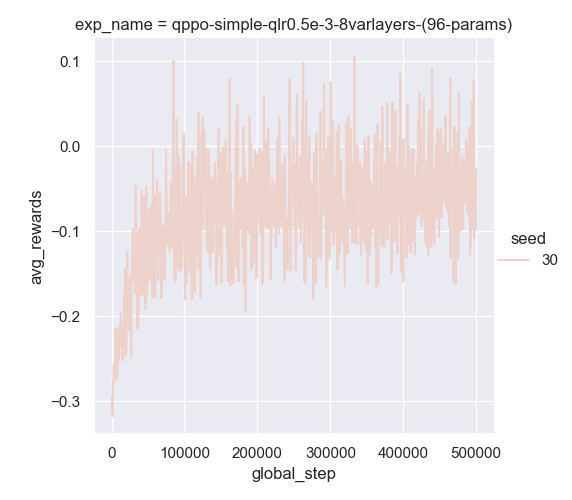 exp_name = qppo-simple-qlr0.5e-3-8varlayers-(96-params)
0.1
0.0
−0.1
−0.2
−0.3
avg_rewards
0 100000 200000 300000 400000 500000
global_step
seed
30